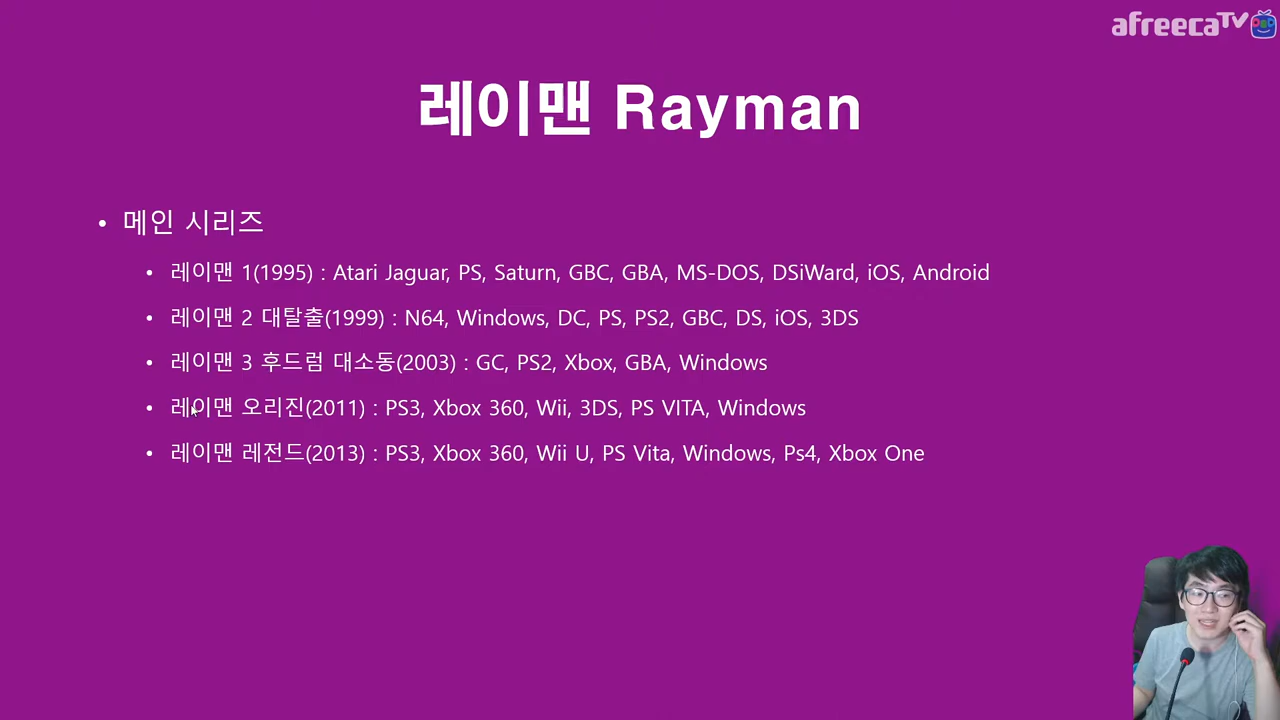 afreecaTV
레이맨 Rayman
• 메인 시리즈
• 레이맨 1(1995) : Atari Jaguar, PS, Saturn, GBC, GBA, MS-DOS, DSiWard, iOS, Android
• 레이맨 2 대탈출(1999) : N64, Windows, DC, PS, PS2, GBC, DS, iOS, 3DS
• 레이맨 3 후드럼 대소동(2003) : GC, PS2, Xbox, GBA, Windows
• 레이맨 오리진(2011) : PS3, Xbox 360, Wii, 3DS, PS VITA, Windows
• 레이맨 레전드(2013) : PS3, Xbox 360, Wii U, PS Vita, Windows, Ps4, Xbox One